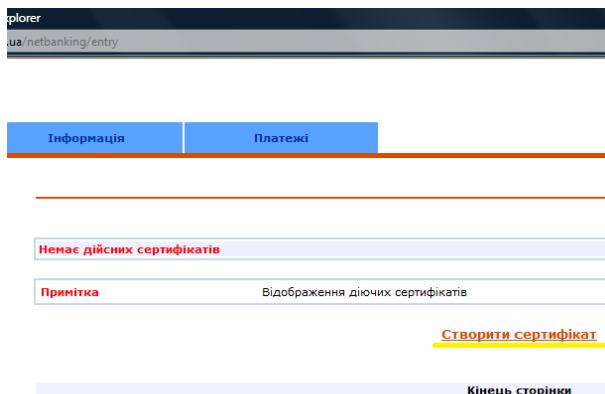 xplorer
.ua/netbanking/entry
Інформація Платежі
Немає дійсних сертифікатів
Примітка Відображення діючих сертифікатів
Створити сертифікат
Кінець сторінки